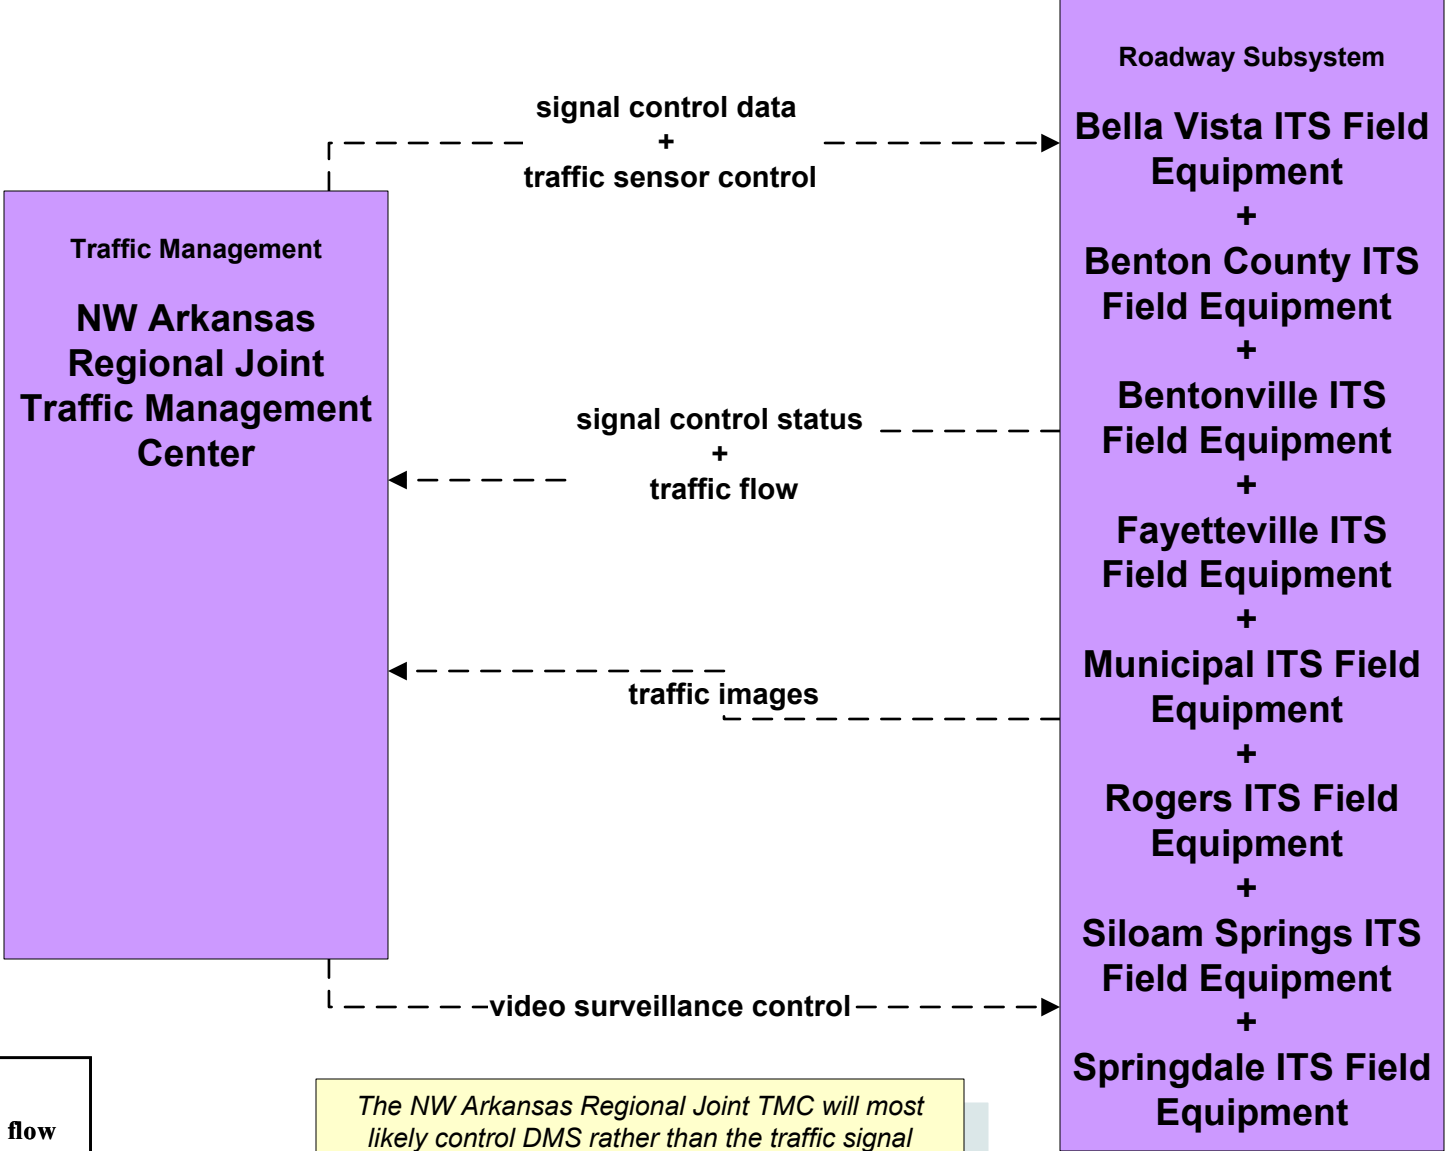 Traffic Management
NW Arkansas
Regional Joint
Traffic Management
Center
signal control data
+
traffic sensor control
signal control status
+
traffic flow
traffic images
video surveillance control
Roadway Subsystem
Bella Vista ITS Field
Equipment
+
Benton County ITS
Field Equipment
+
Bentonville ITS
Field Equipment
+
Fayetteville ITS
Field Equipment
+
Municipal ITS Field
Equipment
+
Rogers ITS Field
Equipment
+
Siloam Springs ITS
Field Equipment
+
Springdale ITS Field
Equipment
flow
The NW Arkansas Regional Joint TMC will most
likely control DMS rather than the traffic signal